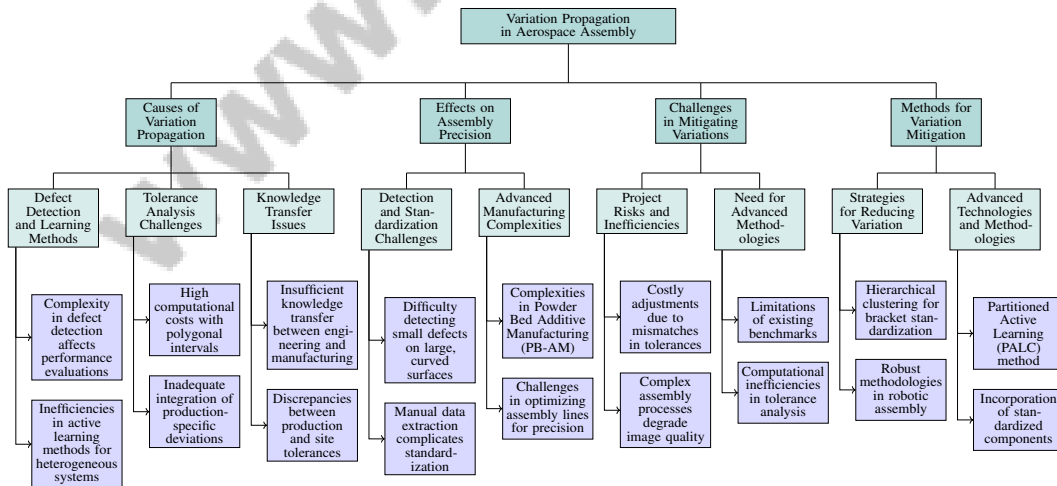 Variation Propagation
in Aerospace Assembly
Causes of
Variation
Propagation
Effects on
Assembly
Precision
Challenges
in Mitigating
Variations
Methods for
Variation
Mitigation
Defect
Detection
and Learning
Methods
Tolerance
Analysis
Challenges
Knowledge
Transfer
Issues
Detection
and Stan-
dardization
Challenges
Advanced
Manufacturing
Complexities
Project
Risks and
Inefficiencies
Need for
Advanced
Method-
ologies
Strategies
for Reducing
Variation
Advanced
Technologies
and Method-
ologies
Complexity
in defect
detection
affects
performance
evaluations
High
computational
costs with
polygonal
intervals
Insufficient
knowledge
transfer
between engi-
neering and
manufacturing
Difficulty
detecting
small defects
on large,
curved
surfaces
Complexities
in Powder
Bed Additive
Manufacturing
(PB-AM)
Costly
adjustments
due to
mismatches
in tolerances
Limitations
of existing
benchmarks
Hierarchical
clustering for
bracket stan-
dardization
Partitioned
Active
Learning
(PALC)
method
Inefficiencies
in active
learning
methods for
heterogeneous
systems
Inadequate
integration of
production-
specific
deviations
Discrepancies
between
production
and site
tolerances
Manual data
extraction
complicates
standard-
ization
Challenges
in optimizing
assembly lines
for precision
Complex
assembly
processes
degrade
image quality
Computational
inefficiencies
in tolerance
analysis
Robust
methodologies
in robotic
assembly
Incorporation
of stan-
dardized
components
www